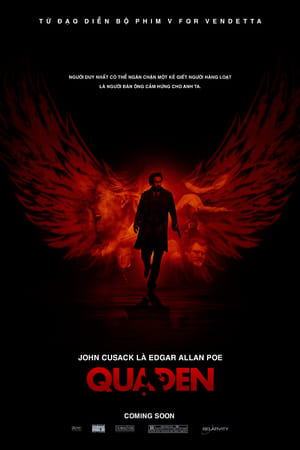 TỪ ĐẠO DIỄN BỘ PHIM V FOR VENDETTA
NGƯỜI DUY NHẤT CÓ THỂ NGĂN CHẶN MỘT KẺ GIẾT NGƯỜI HÀNG LOẠT
LÀ NGƯỜI BẢN ÔNG CẢM HỨNG CHO ANH TA.
JOHN CUSACK LÀ EDGAR ALLAN POE
QUẠ ĐEN
COMING SOON
RELATIVITY